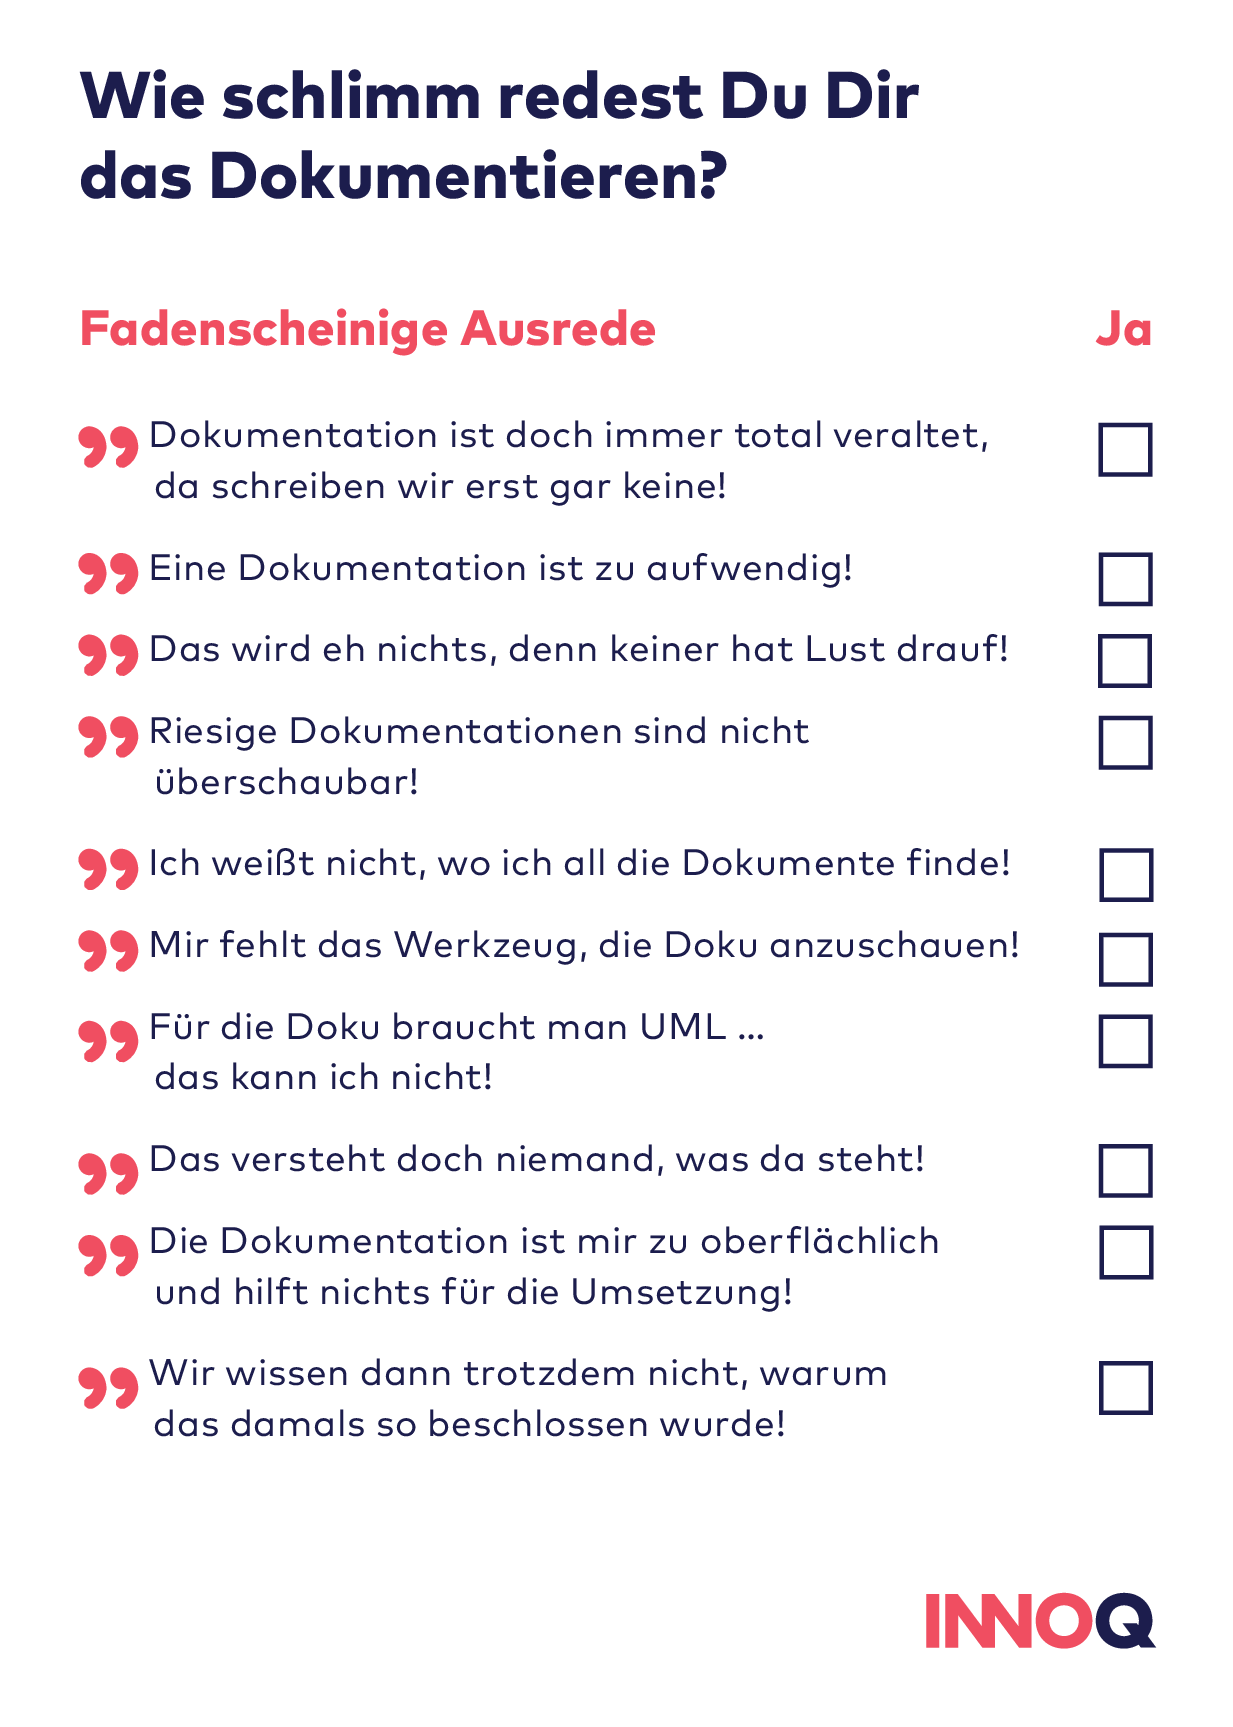 Wie schlimm redest Du Dir
das Dokumentieren?
Fadenscheinige Ausrede Ja
Dokumentation ist doch immer total veraltet,
da schreiben wir erst gar keine!
Eine Dokumentation ist zu aufwendig!
Das wird eh nichts, denn keiner hat Lust drauf!
Riesige Dokumentationen sind nicht
überschaubar!
Ich weißt nicht, wo ich all die Dokumente finde!
Mir fehlt das Werkzeug, die Doku anzuschauen!
Für die Doku braucht man UML ...
das kann ich nicht!
Das versteht doch niemand, was da steht!
Die Dokumentation ist mir zu oberflächlich
und hilft nichts für die Umsetzung!
Wir wissen dann trotzdem nicht, warum
das damals so beschlossen wurde!
INNOQ